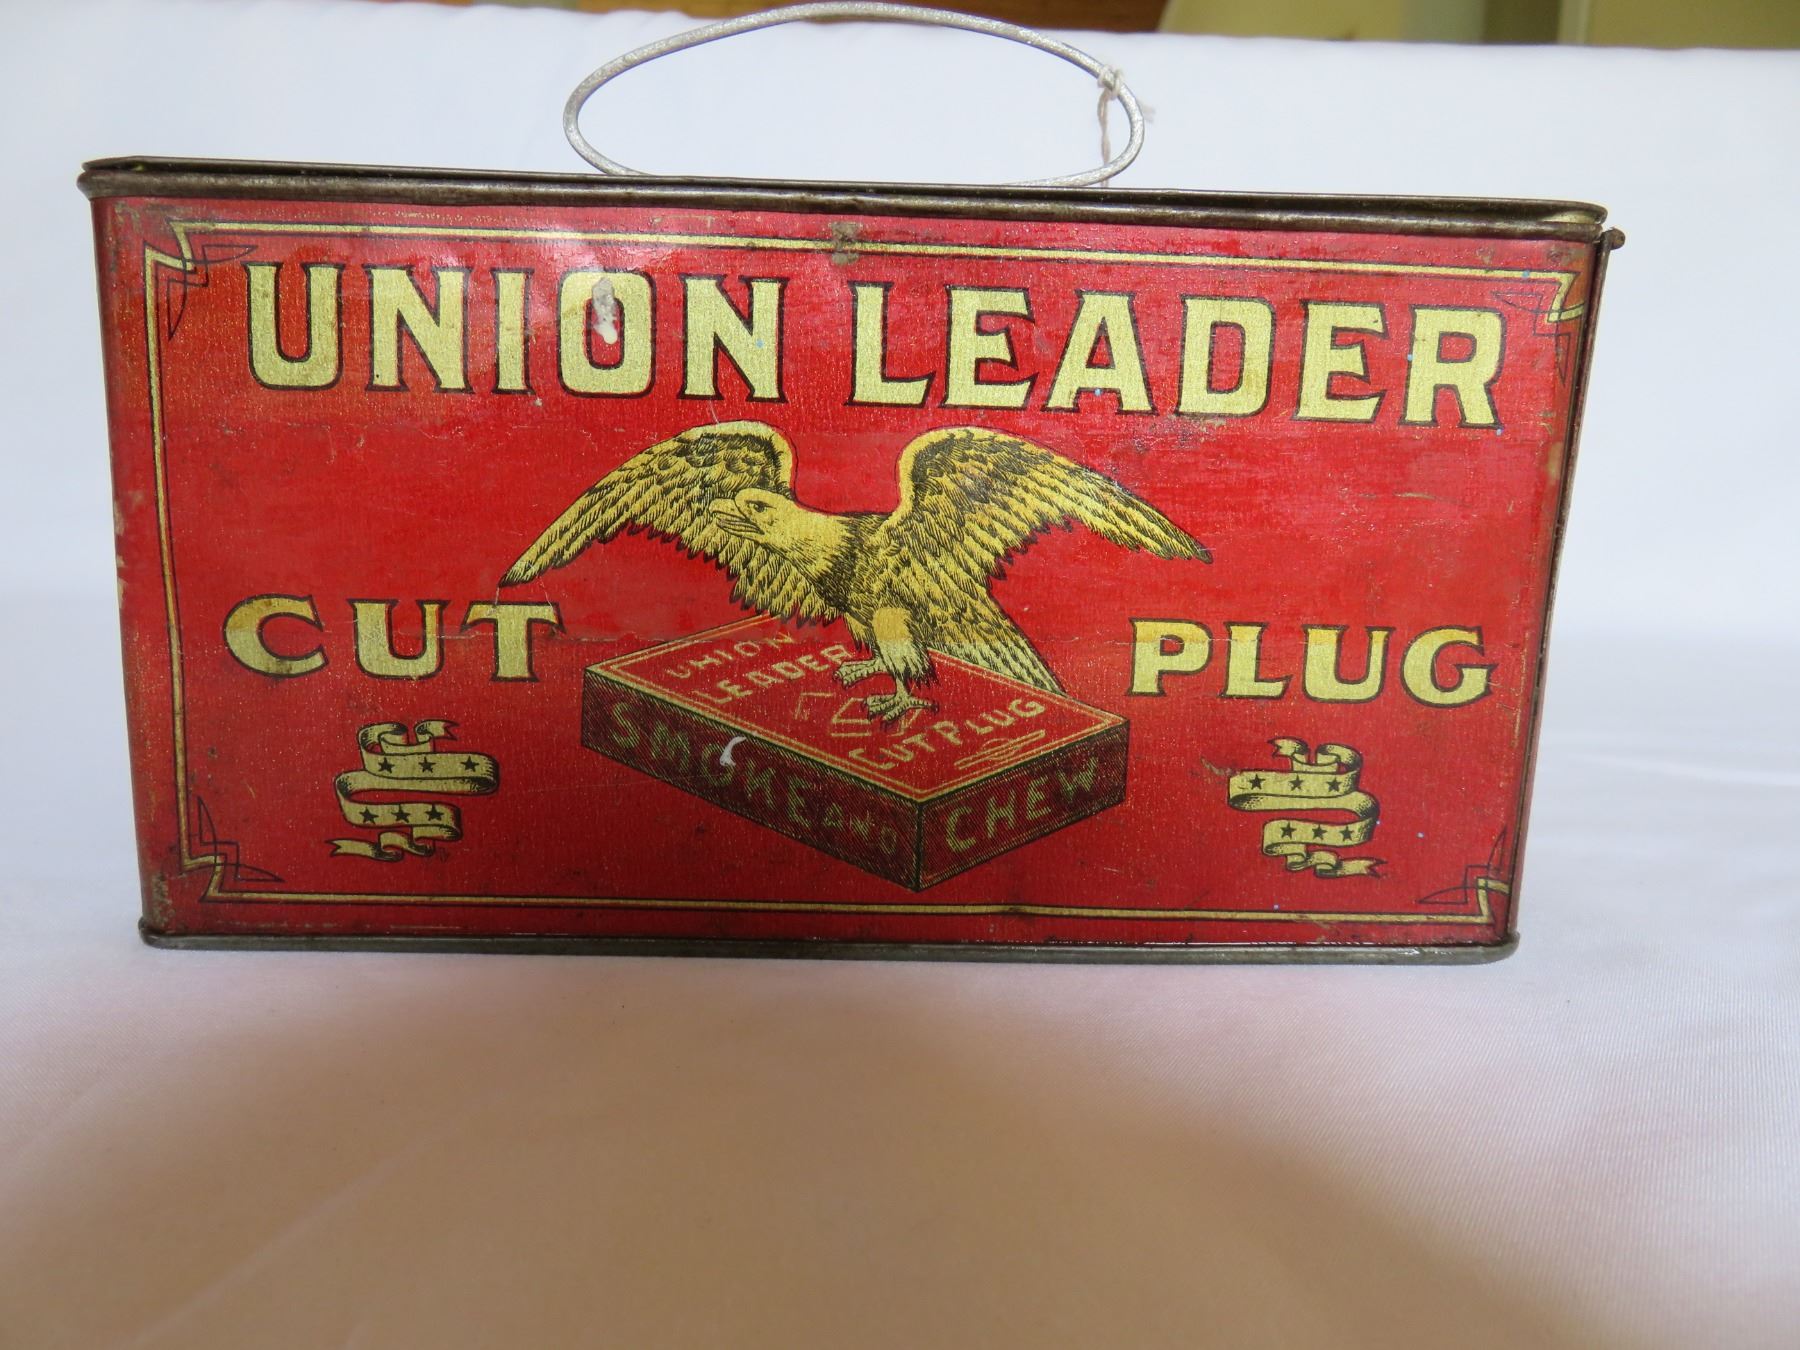 UNION LEADER
CUT PLUG
UNION
LEADER
CUT PLUG
SMOKE AND
CHEW